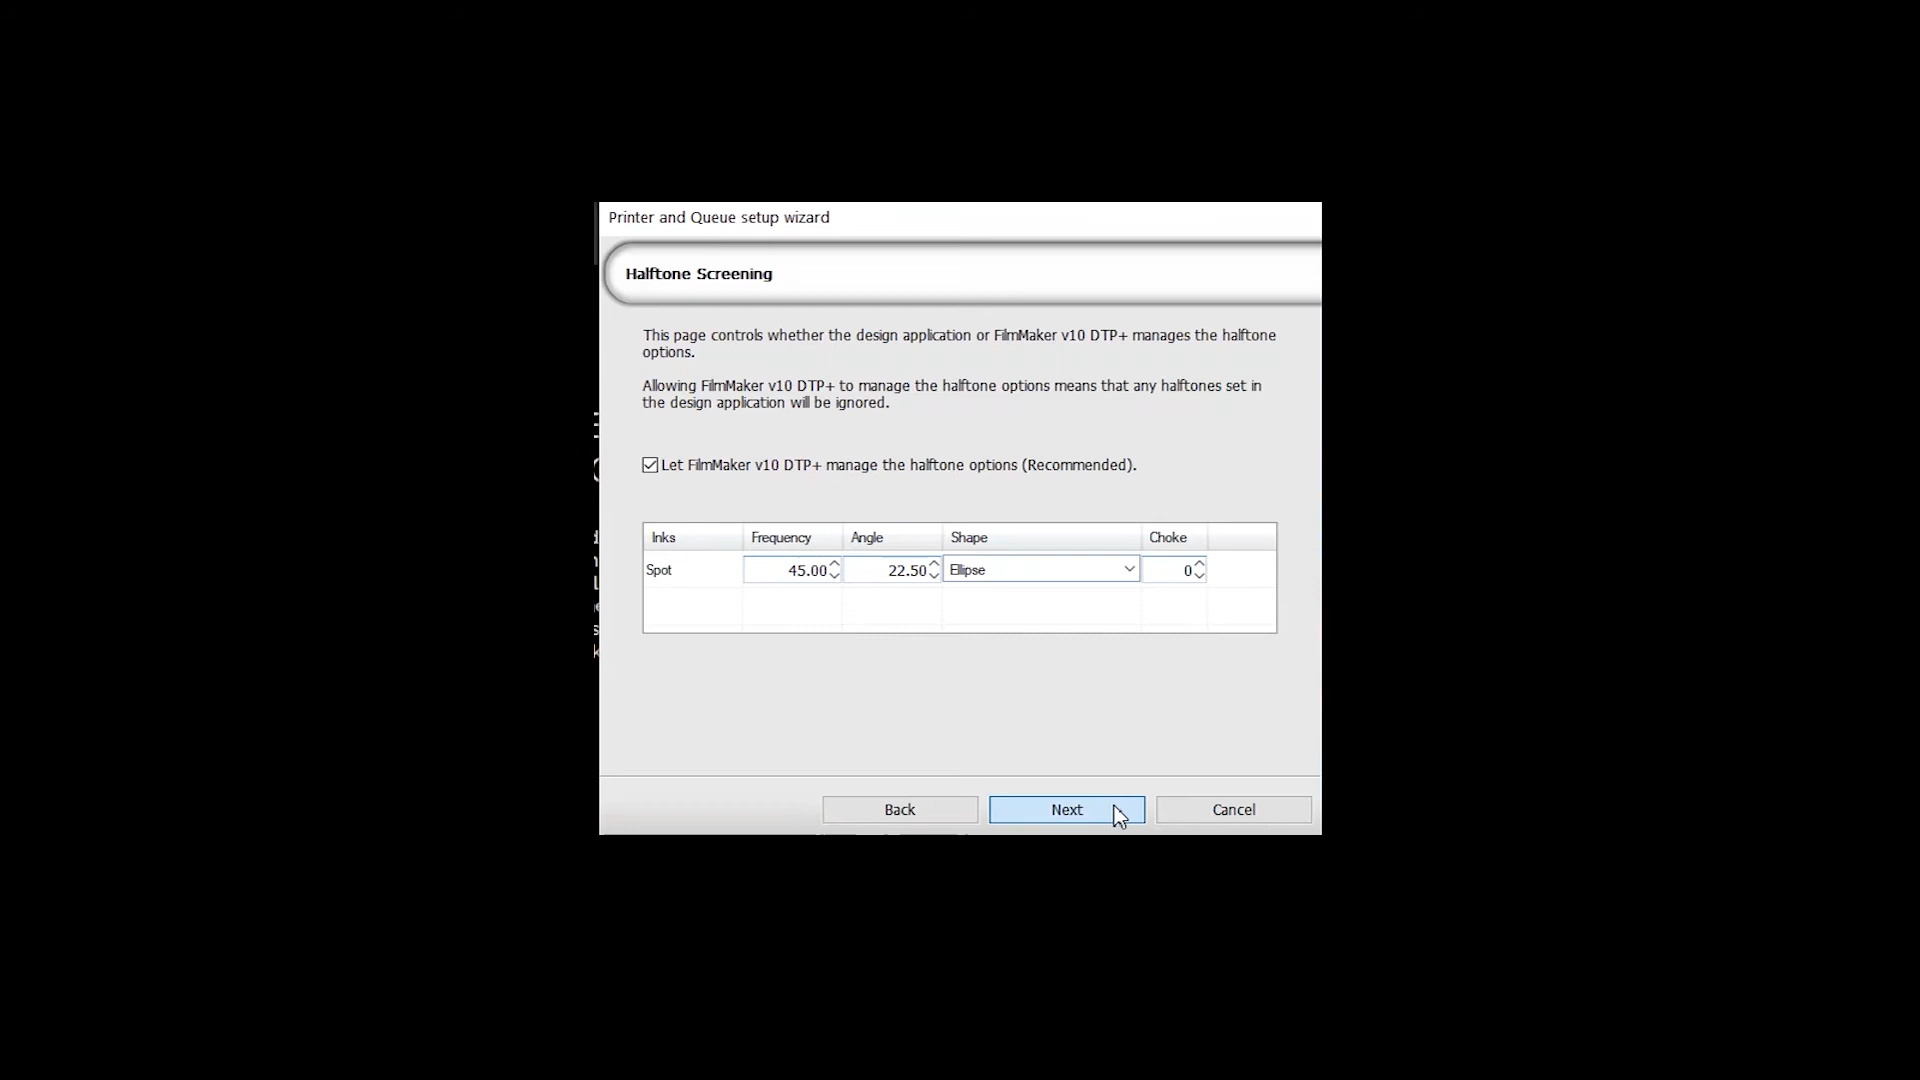 Printer and Queue setup wizard
Halftone Screening
This page controls whether the design application or FilmMaker v10 DTP+ manages the halftone
options.
Allowing FilmMaker v10 DTP+ to manage the halftone options means that any halftones set in
the design application will be ignored.
Let FilmMaker v10 DTP+ manage the halftone options (Recommended).
Inks Frequency Angle Shape Choke
Spot 45.00 22.50 Ellipse 0
Back Next Cancel